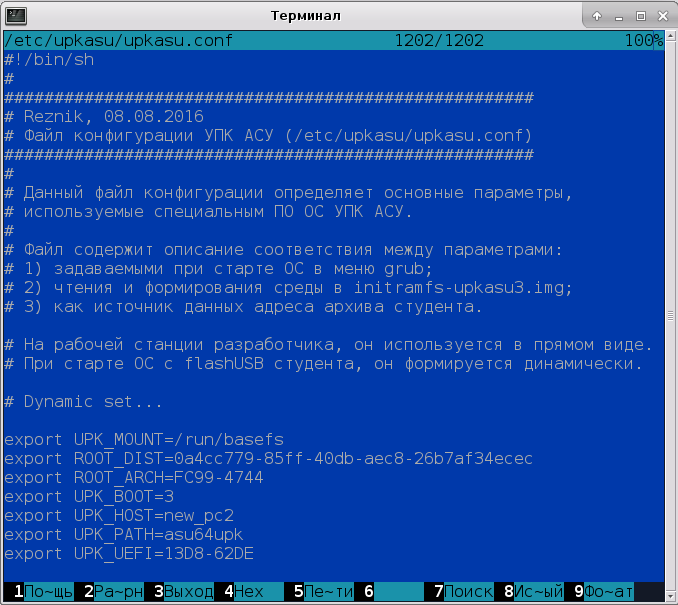 Терминал
/etc/upkasu/upkasu.conf 1202/1202 100%
#!/bin/sh
#
#####################################################
# Reznik, 08.08.2016
# Файл конфигурации УПК АСУ (/etc/upkasu/upkasu.conf)
#####################################################
#
# Данный файл конфигурации определяет основные параметры,
# используемые специальным ПО ОС УПК АСУ.
#
# Файл содержит описание соответствия между параметрами:
# 1) задаваемыми при старте ОС в меню grub;
# 2) чтения и формирования среды в initramfs-upkasu3.img;
# 3) как источник данных адреса архива студента.
# На рабочей станции разработчика, он используется в прямом виде.
# При старте ОС с flashUSB студента, он формируется динамически.
# Dynamic set...
export UPK_MOUNT=/run/basefs
export ROOT_DIST=0a4cc779-85ff-40db-aec8-26b7af34ecec
export ROOT_ARCH=FC99-4744
export UPK_BOOT=3
export UPK_HOST=new_pc2
export UPK_PATH=asu64upk
export UPK_UEFI=13D8-62DE
1По~щь 2Ра~рн 3Выход 4Hex 5Пе~ти 6 7Поиск 8Ис~ый 9Фо~ат